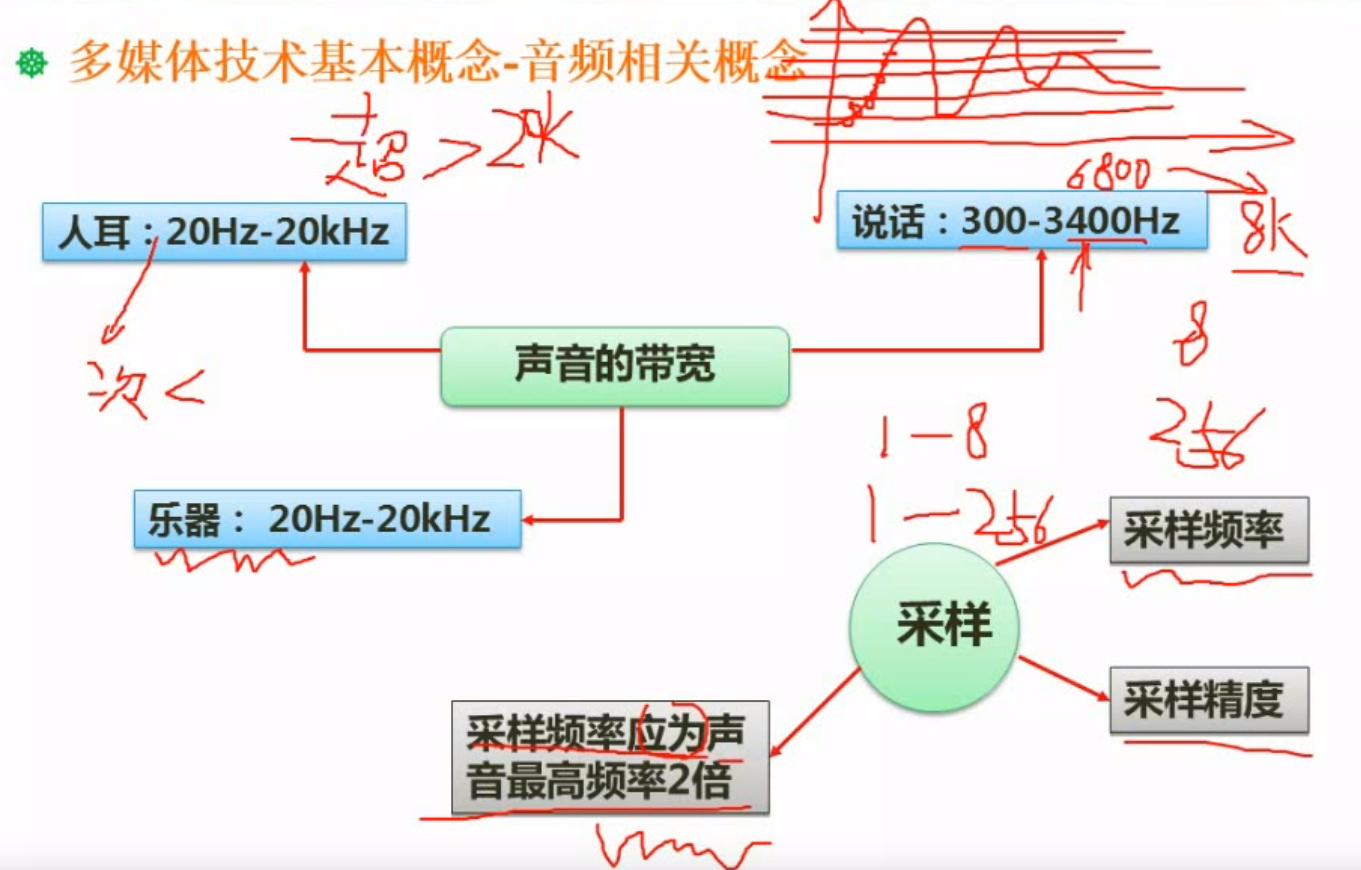 多媒体技术基本概念-音频相关概念
超 > 20k
6800
人耳：20Hz-20kHz
说话：300-3400Hz
8k
声音的带宽
8
次 <
1-8
256
乐器： 20Hz-20kHz
1-256
采样频率
采样
采样精度
采样频率应为声
音最高频率2倍